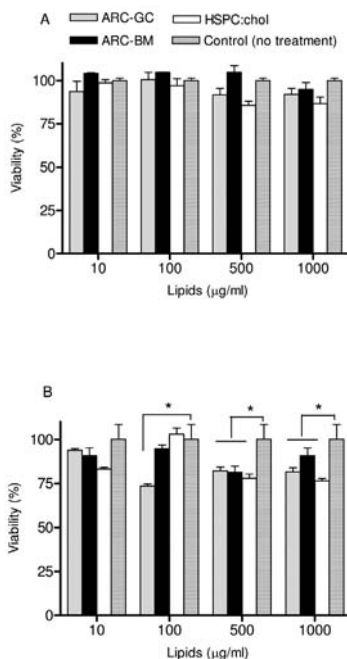 A
ARC-GC
HSPC:chol
ARC-BM
Control (no treatment)
Viability (%)
100
75
50
25
0
10
100
500
1000
Lipids (µg/ml)
B
*
*
*
Viability (%)
100
75
50
25
0
10
100
500
1000
Lipids (µg/ml)